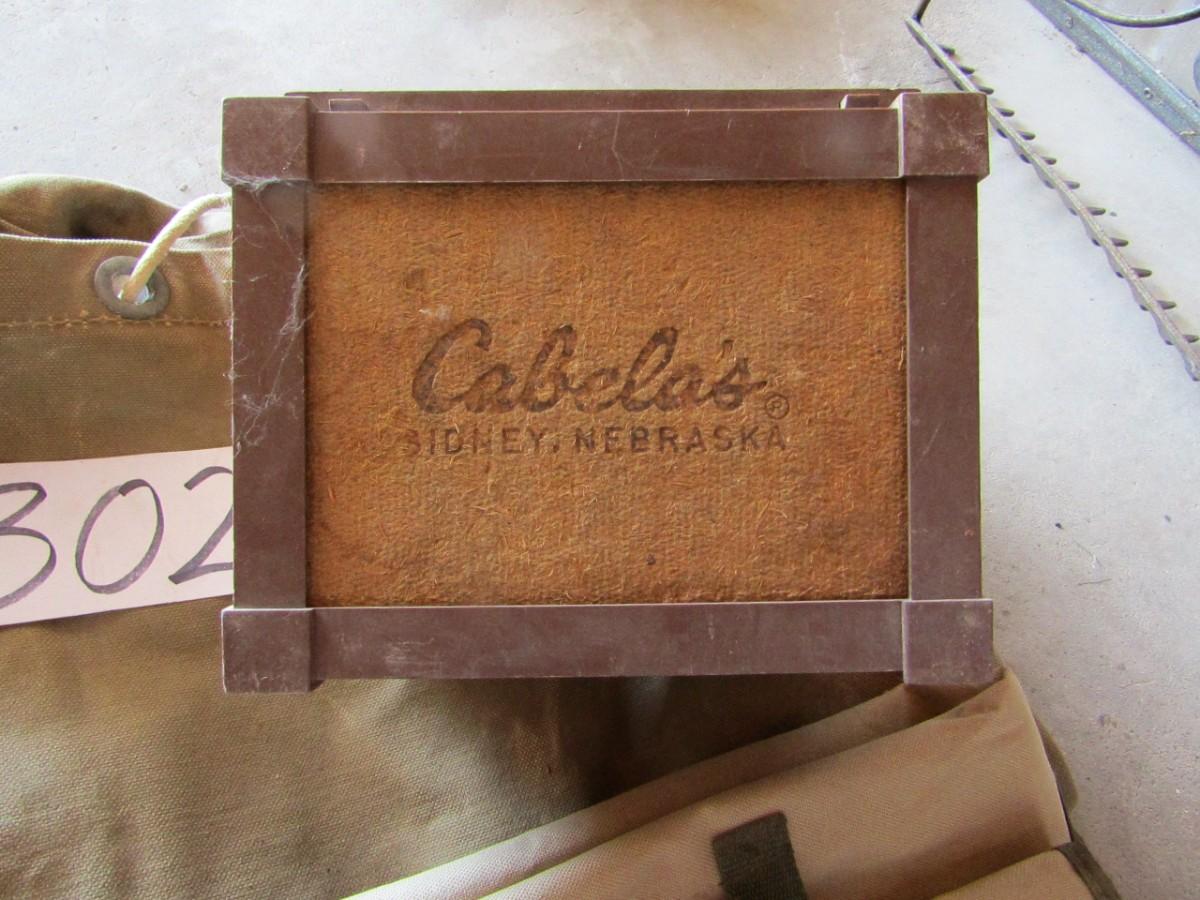 Cabela's®
SIDNEY, NEBRASKA
302